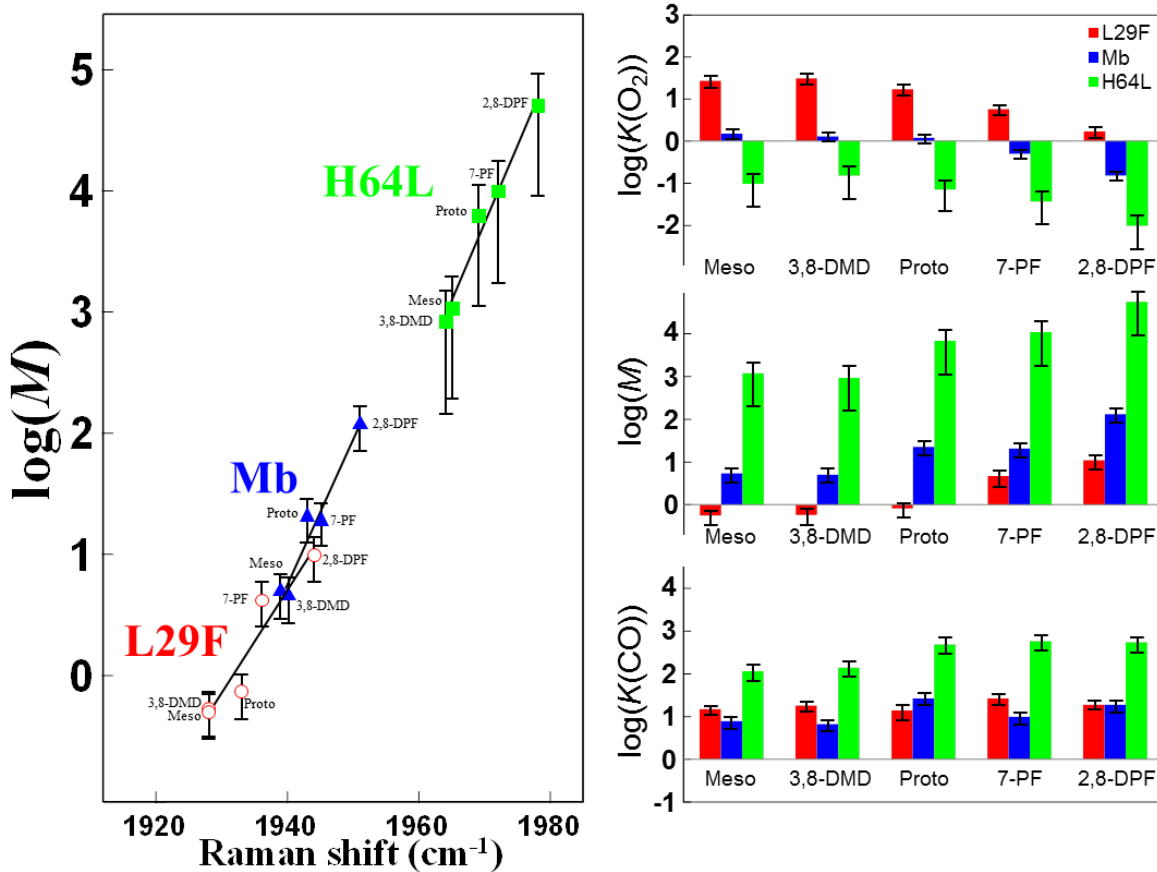 log(M)
5
4
3
2
1
0
1920 1940 1960 1980
Raman shift (cm⁻¹)
H64L
2,8-DPF
7-PF
Proto
Meso
3,8-DMD
Mb
2,8-DPF
Proto
7-PF
Meso
3,8-DMD
L29F
2,8-DPF
7-PF
3,8-DMD
Meso
Proto
log(K(O₂))
3
2
1
0
-1
-2
L29F
Mb
H64L
Meso 3,8-DMD Proto 7-PF 2,8-DPF
log(M)
4
3
2
1
0
Meso 3,8-DMD Proto 7-PF 2,8-DPF
log(K(CO))
4
3
2
1
0
-1
Meso 3,8-DMD Proto 7-PF 2,8-DPF